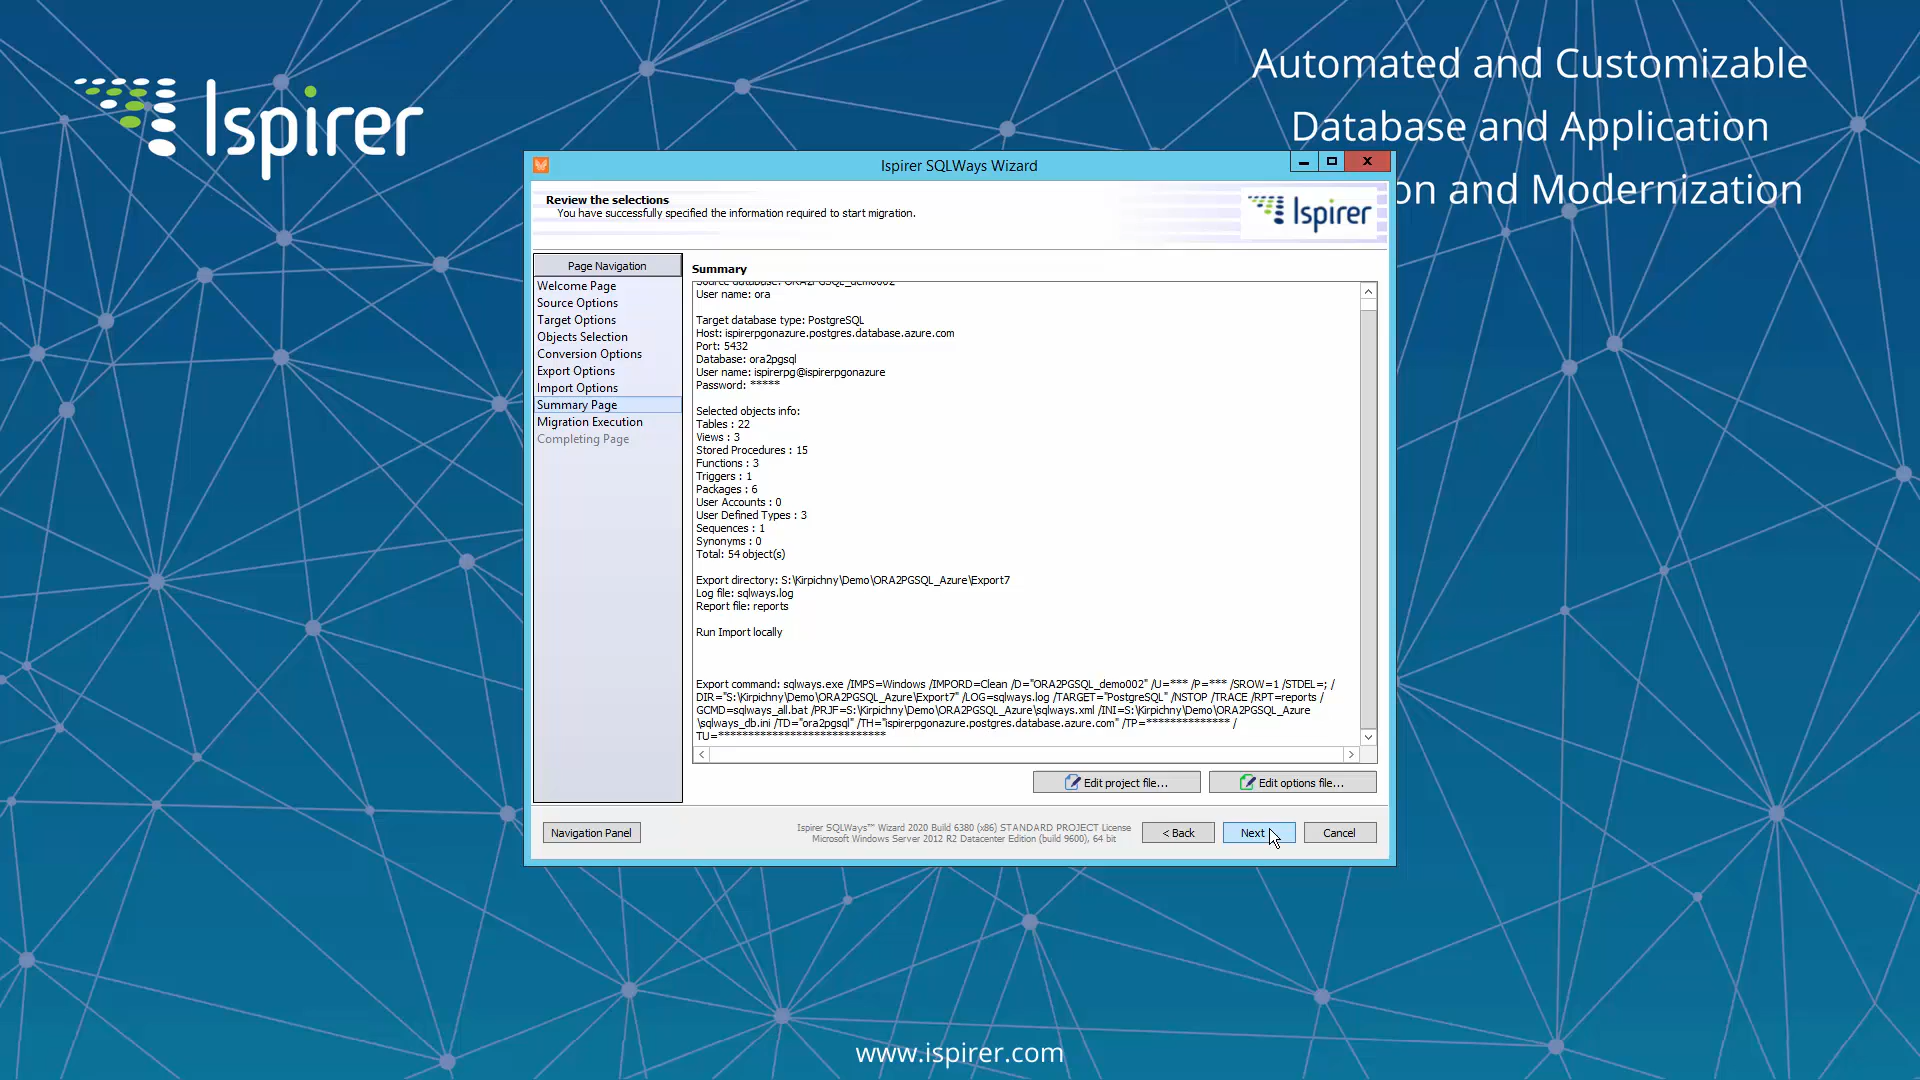 Ispirer
Automated and Customizable
Database and Application
on and Modernization
Ispirer SQLWays Wizard
Review the selections
You have successfully specified the information required to start migration.
Ispirer
Page Navigation
Welcome Page
Source Options
Target Options
Objects Selection
Conversion Options
Export Options
Import Options
Summary Page
Migration Execution
Completing Page
Summary
Source database: ORA2PGSQL_demo002
User name: ora
Target database type: PostgreSQL
Host: ispirerpgonazure.postgres.database.azure.com
Port: 5432
Database: ora2pgsql
User name: ispirerpg@ispirerpgonazure
Password: *****
Selected objects info:
Tables : 22
Views : 3
Stored Procedures : 15
Functions : 3
Triggers : 1
Packages : 6
User Accounts : 0
User Defined Types : 3
Sequences : 1
Synonyms : 0
Total: 54 object(s)
Export directory: S:\Kirpichny\Demo\ORA2PGSQL_Azure\Export7
Log file: sqlways.log
Report file: reports
Run Import locally
Export command: sqlways.exe /IMPS=Windows /IMPORD=Clean /D="ORA2PGSQL_demo002" /U=*** /P=*** /SROW=1 /STDEL=; /
DIR="S:\Kirpichny\Demo\ORA2PGSQL_Azure\Export7" /LOG=sqlways.log /TARGET="PostgreSQL" /NSTOP /TRACE /RPT=reports /
GCMD=sqlways_all.bat /PRJF=S:\Kirpichny\Demo\ORA2PGSQL_Azure\sqlways.xml /INI=S:\Kirpichny\Demo\ORA2PGSQL_Azure
\sqlways_db.ini /TD="ora2pgsql" /TH="ispirerpgonazure.postgres.database.azure.com" /TP=************** /
TU=****************************
Edit project file...
Edit options file...
Navigation Panel
Ispirer SQLWays™ Wizard 2020 Build 6380 (x86) STANDARD PROJECT License
Microsoft Windows Server 2012 R2 Datacenter Edition (build 9600), 64 bit
< Back
Next
Cancel
www.ispirer.com